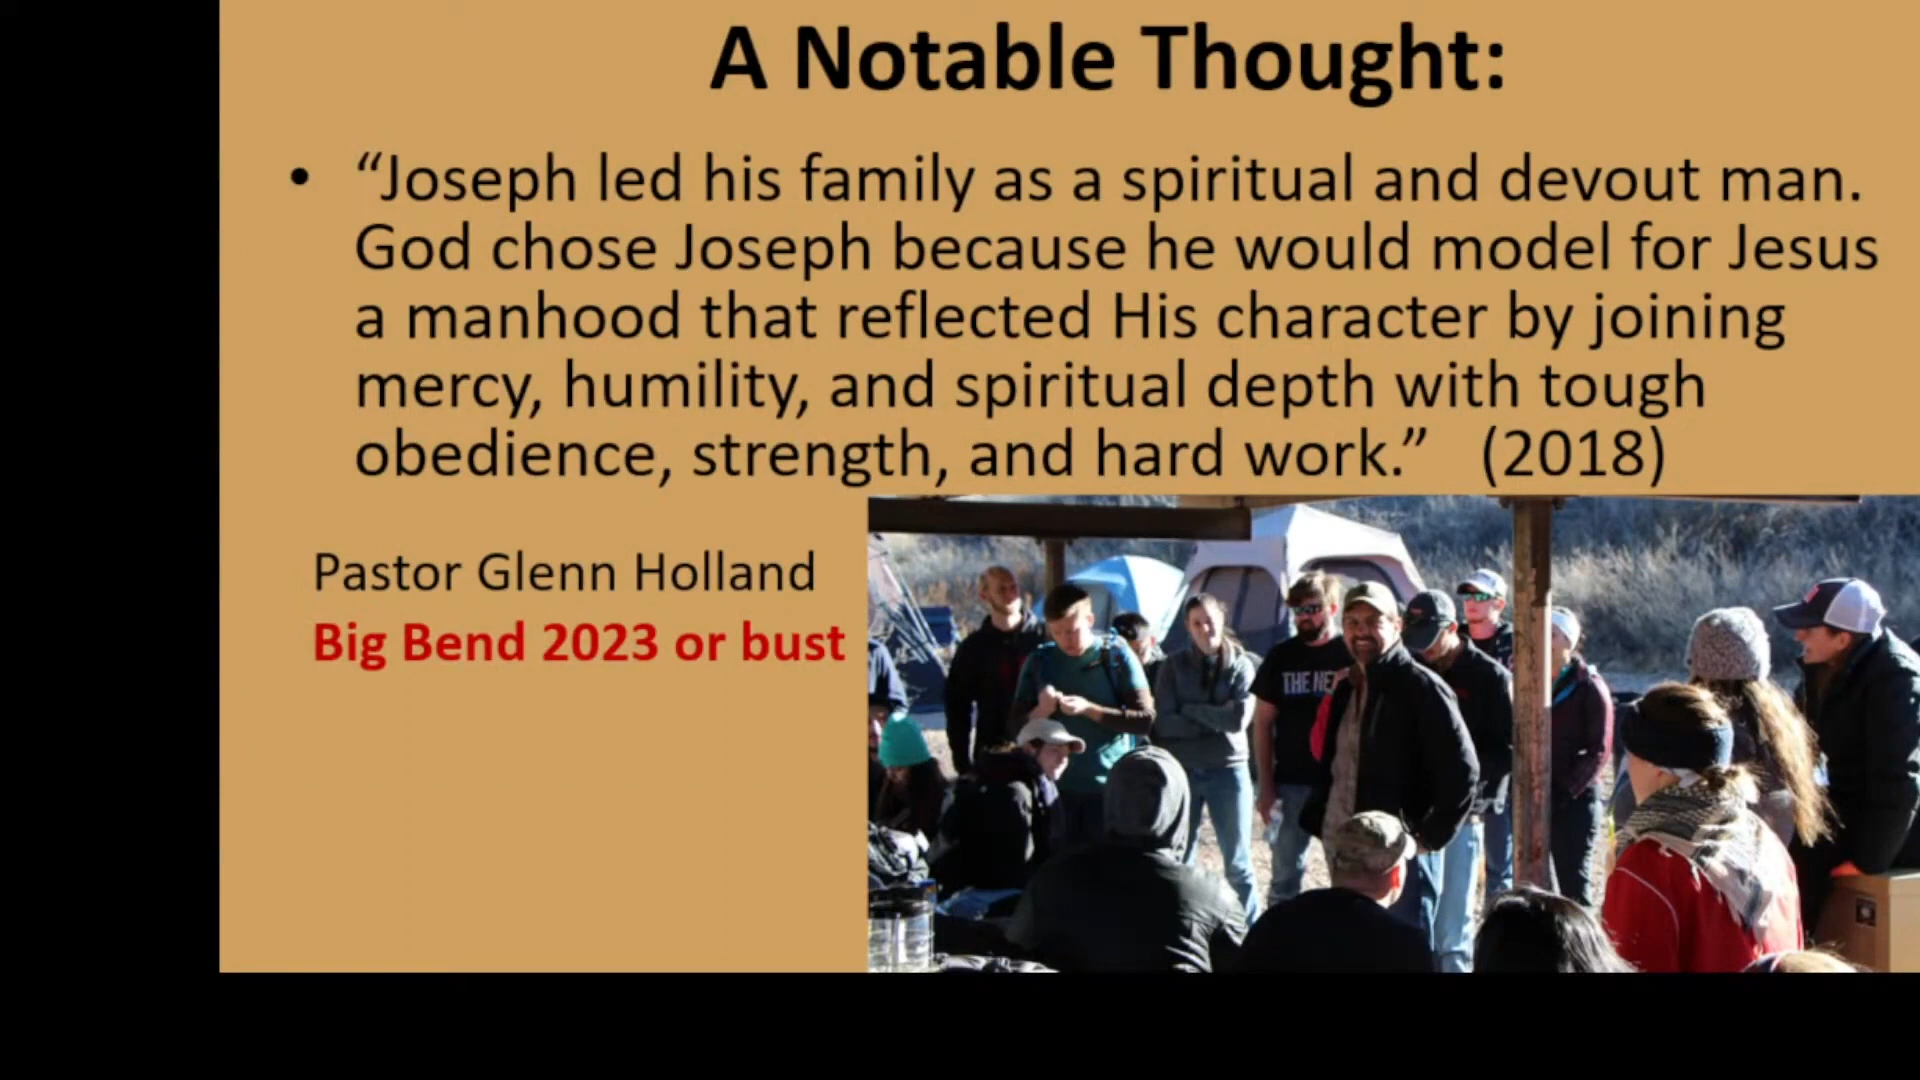 A Notable Thought:
• “Joseph led his family as a spiritual and devout man.
God chose Joseph because he would model for Jesus
a manhood that reflected His character by joining
mercy, humility, and spiritual depth with tough
obedience, strength, and hard work.” (2018)
Pastor Glenn Holland
Big Bend 2023 or bust
THE NE